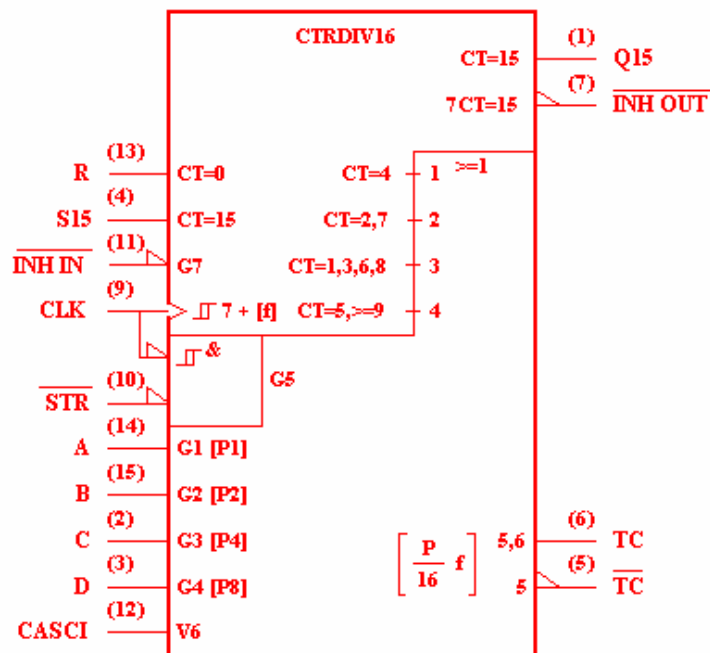 CTRDIV16
CT=15 (1) Q15
7CT=15 (7) INH OUT
R (13) CT=0 CT=4 1 >=1
S15 (4) CT=15 CT=2,7 2
INH IN (11) G7 CT=1,3,6,8 3
CLK (9) 7 + [f] CT=5,>=9 4
&
G5
STR (10)
A (14) G1 [P1]
B (15) G2 [P2]
C (2) G3 [P4] [P/16 f] 5,6 (6) TC
D (3) G4 [P8] 5 (5) TC
CASCI (12) V6